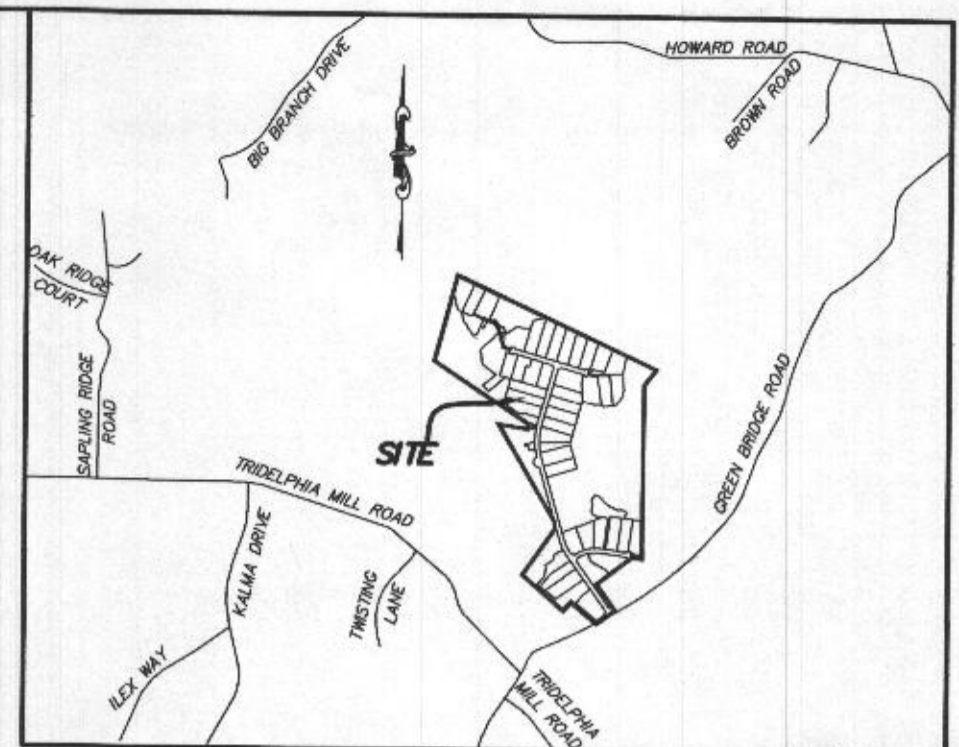 HOWARD ROAD
BIG BRANCH DRIVE
BROWN ROAD
OAK RIDGE
COURT
SAPLING RIDGE
ROAD
GREEN BRIDGE ROAD
SITE
TRIDELPHIA MILL ROAD
KALMA DRIVE
TWISTING
LANE
ILEX WAY
TRIDELPHIA
MILL ROAD